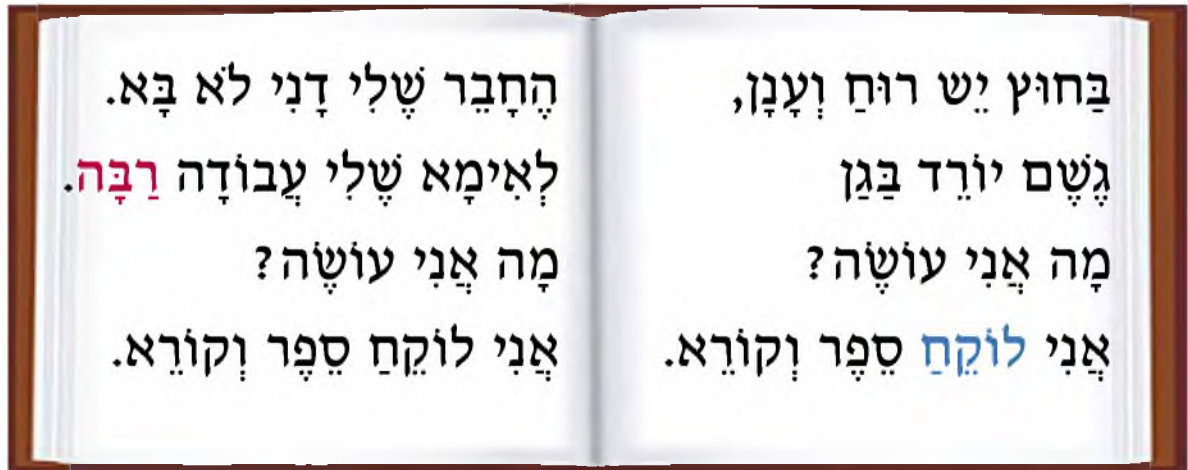 בַּחוּץ יֵש רוּחַ וְעָנָן,
גֶּשֶׁם יוֹרֵד בַּגַּן
מָה אֲנִי עוֹשֶׂה?
אֲנִי לוֹקֵחַ סֵפֶר וְקוֹרֵא.
הֶחָבֵר שֶׁלִי דָנִי לֹא בָּא.
לְאִימָא שֶׁלִי עֲבוֹדָה רַבָּה.
מָה אֲנִי עוֹשֶׂה?
אֲנִי לוֹקֵחַ סֵפֶר וְקוֹרֵא.